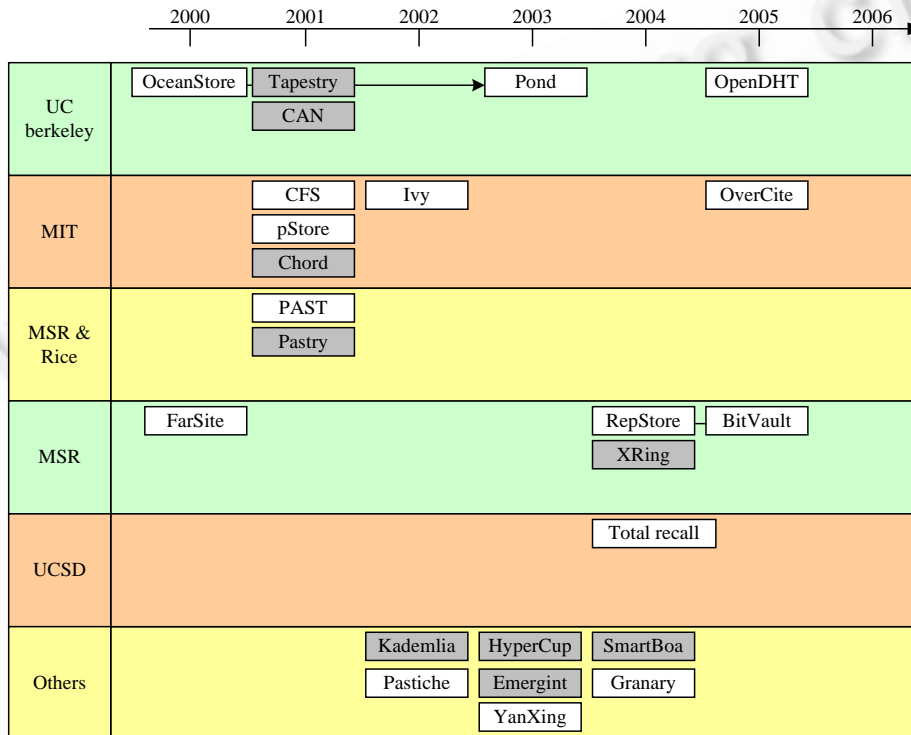 2000 2001 2002 2003 2004 2005 2006
UC
berkeley
OceanStore Tapestry Pond OpenDHT
CAN
MIT
CFS Ivy OverCite
pStore
Chord
MSR &
Rice
PAST
Pastry
MSR
FarSite RepStore BitVault
XRing
UCSD
Total recall
Others
Kademlia HyperCup SmartBoa
Pastiche Emergint Granary
YanXing